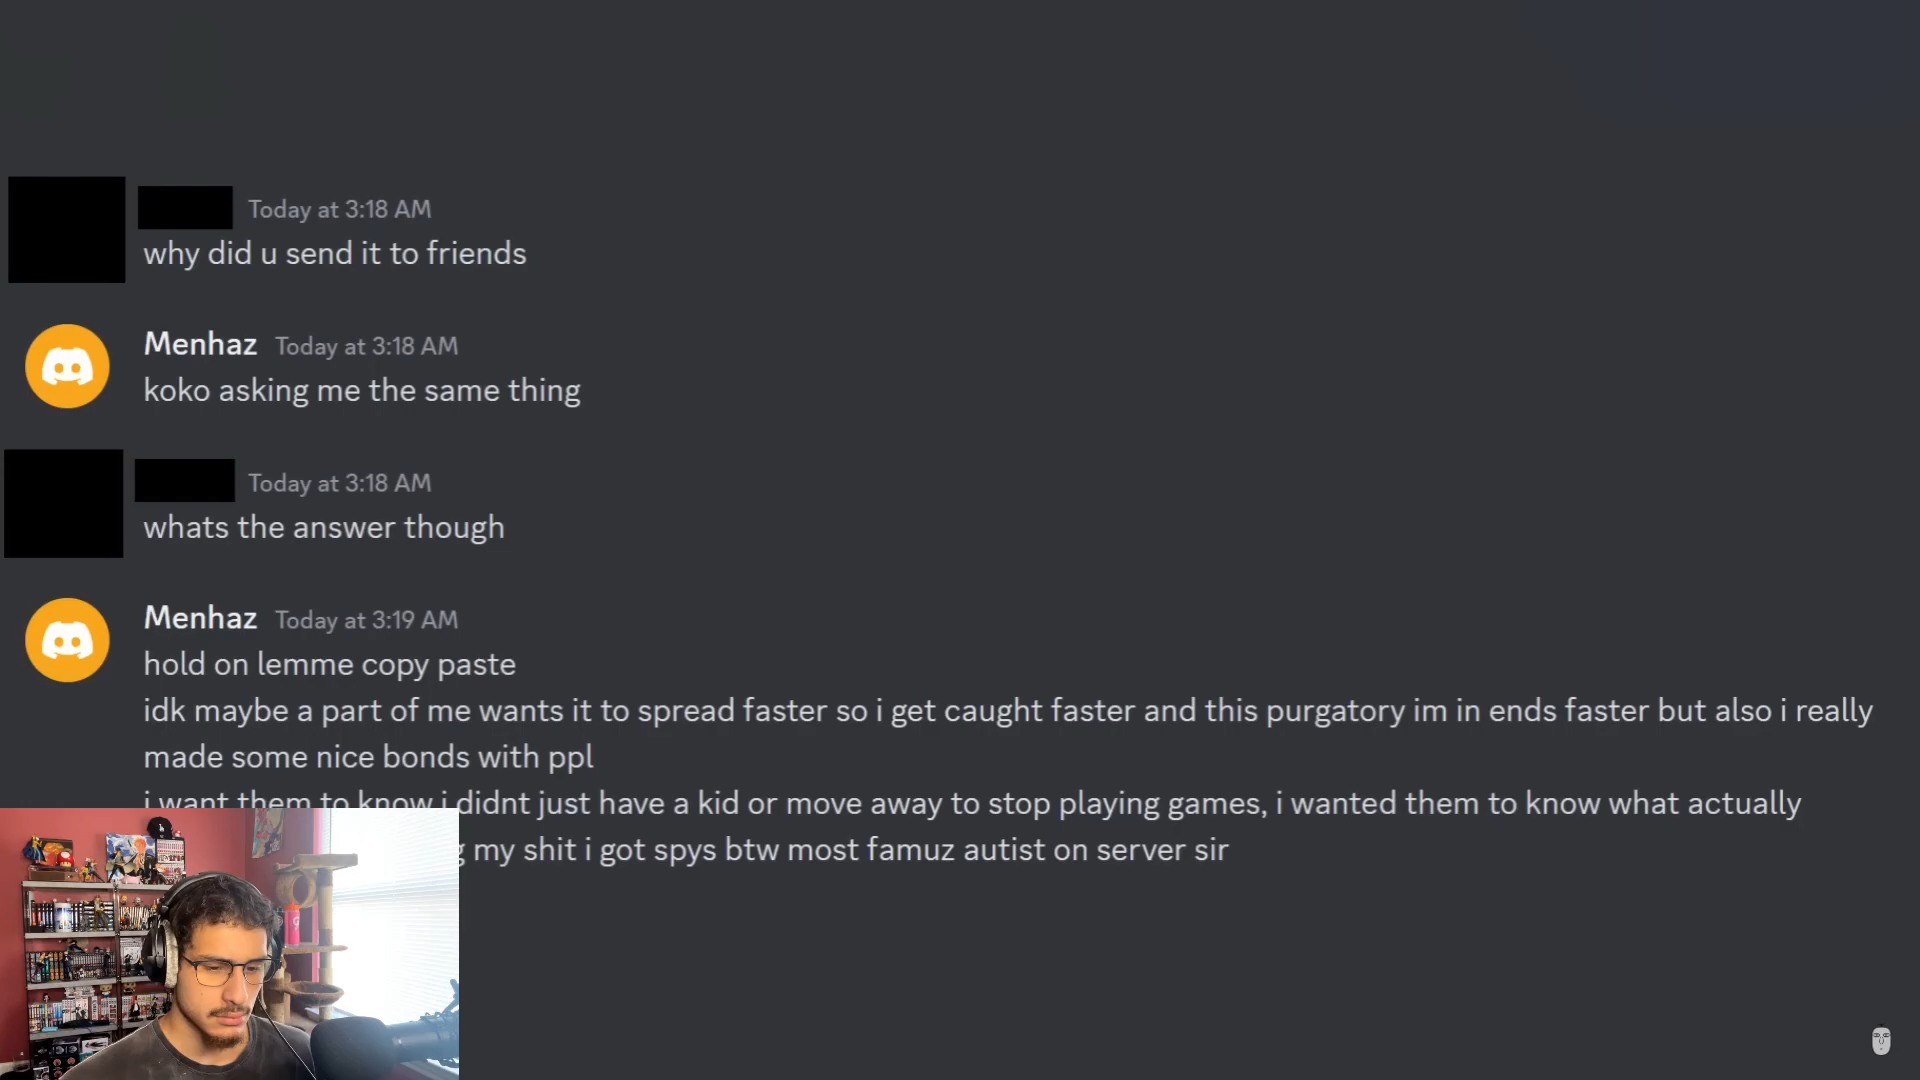 Today at 3:18 AM
why did u send it to friends
Menhaz Today at 3:18 AM
koko asking me the same thing
Today at 3:18 AM
whats the answer though
Menhaz Today at 3:19 AM
hold on lemme copy paste
idk maybe a part of me wants it to spread faster so i get caught faster and this purgatory im in ends faster but also i really
made some nice bonds with ppl
i want them to know i didnt just have a kid or move away to stop playing games, i wanted them to know what actually
my shit i got spys btw most famuz autist on server sir